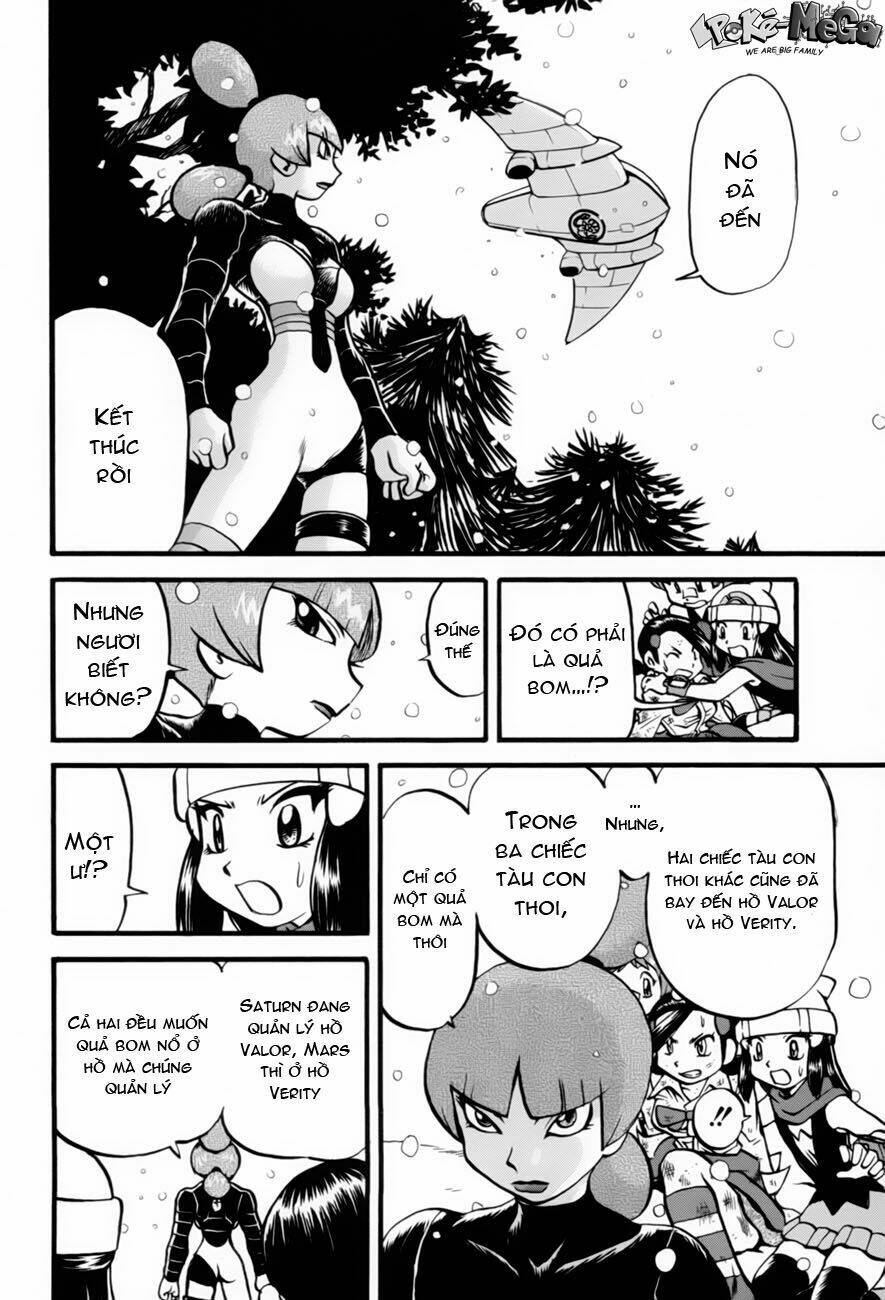 Poké-Mega
WE ARE BIG FAMILY
NÓ
ĐÃ
ĐẾN
KẾT
THÚC
RỒI
ĐÓ CÓ PHẢI
LÀ QUẢ
BOM...!?
ĐÚNG
THẾ
NHƯNG
NGƯƠI
BIẾT
KHÔNG?
...
NHƯNG,
HAI CHIẾC TÀU CON
THOI KHÁC CŨNG ĐÃ
BAY ĐẾN HỒ VALOR
VÀ HỒ VERITY.
TRONG
BA CHIẾC
TÀU CON
THOI,
CHỈ CÓ
MỘT QUẢ
BOM MÀ
THÔI
!!
MỘT
Ư!?
SATURN ĐANG
QUẢN LÝ HỒ
VALOR, MARS
THÌ Ở HỒ
VERITY
CẢ HAI ĐỀU MUỐN
QUẢ BOM NỔ Ở
HỒ MÀ CHÚNG
QUẢN LÝ